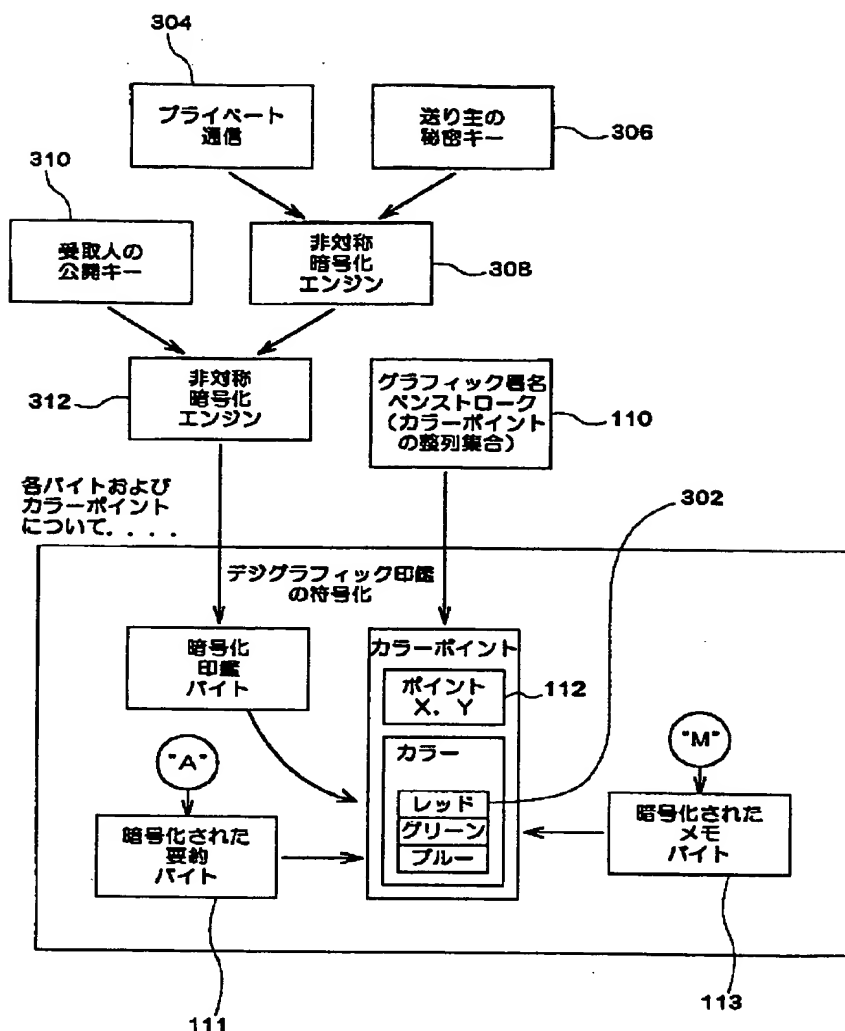 304
プライベート
通信
送り主の
秘密キー
306
310
受取人の
公開キー
非対称
暗号化
エンジン
308
312
非対称
暗号化
エンジン
グラフィック署名
ペンストローク
(カラーポイント
の整列集合)
110
各バイトおよび
カラーポイント
について....
302
デジグラフィック印鑑
の符号化
暗号化
印鑑
バイト
カラーポイント
ポイント
X. Y
112
カラー
レッド
グリーン
ブルー
"A"
暗号化された
要約
バイト
"M"
暗号化された
メモ
バイト
111
113